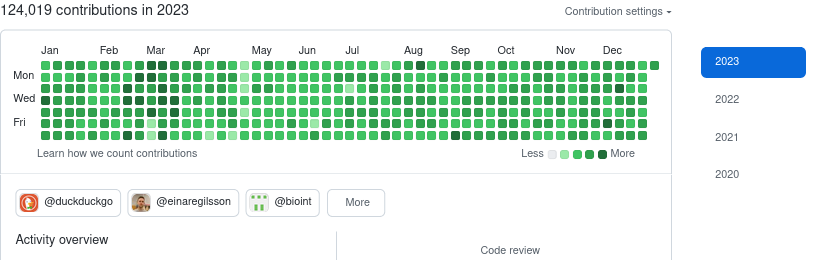 124,019 contributions in 2023
Contribution settings
Jan Feb Mar Apr May Jun Jul Aug Sep Oct Nov Dec
Mon
Wed
Fri
Learn how we count contributions
Less More
2023
2022
2021
2020
@duckduckgo @einaregilsson @bioint More
Activity overview
Code review